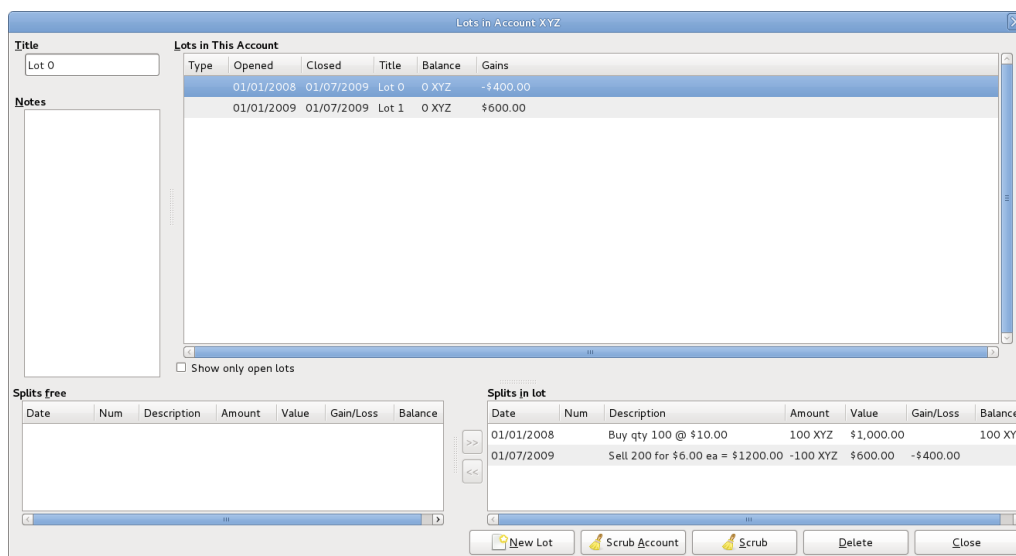 Lots in Account XYZ
Title
Lot 0
Notes
Lots in This Account
Type Opened Closed Title Balance Gains
01/01/2008 01/07/2009 Lot 0 0 XYZ -$400.00
01/01/2009 01/07/2009 Lot 1 0 XYZ $600.00
Show only open lots
Splits free
Date Num Description Amount Value Gain/Loss Balance
>>
<<
Splits in lot
Date Num Description Amount Value Gain/Loss Balance
01/01/2008 Buy qty 100 @ $10.00 100 XYZ $1,000.00 100 XY
01/07/2009 Sell 200 for $6.00 ea = $1200.00 -100 XYZ $600.00 -$400.00
New Lot Scrub Account Scrub Delete Close